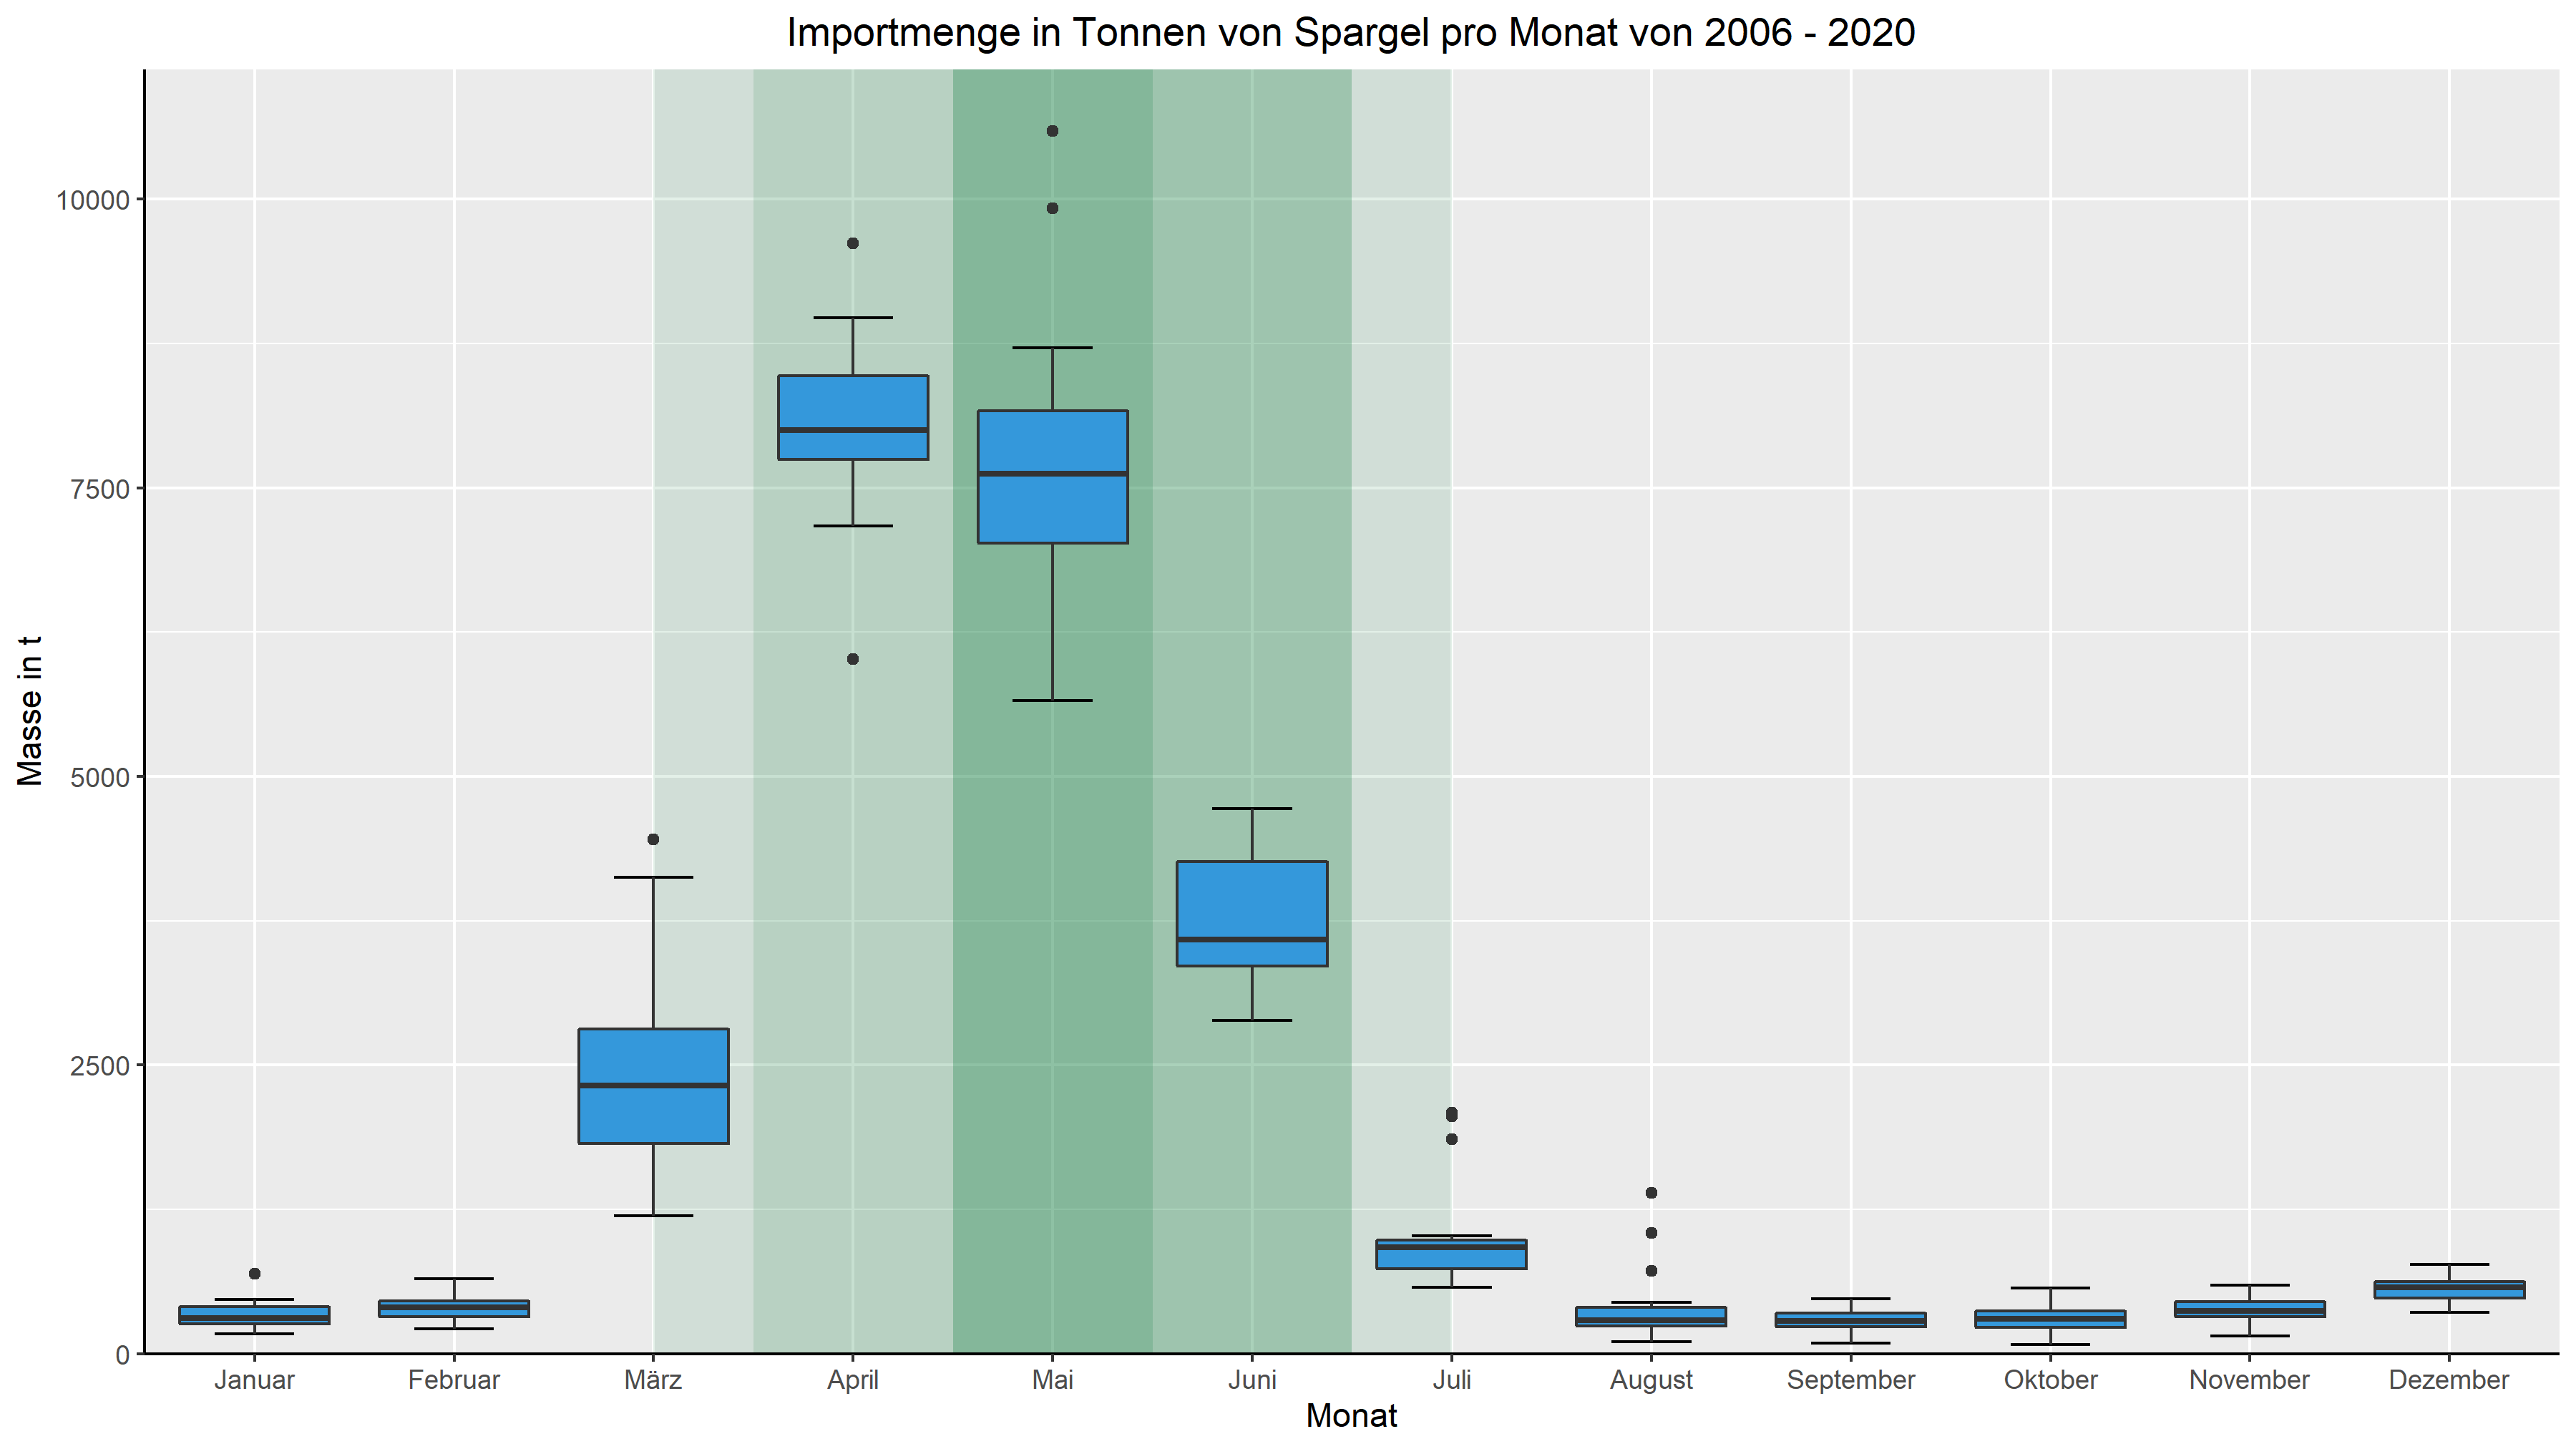 Importmenge in Tonnen von Spargel pro Monat von 2006 - 2020
Masse in t
10000
7500
5000
2500
0
Januar Februar März April Mai Juni Juli August September Oktober November Dezember
Monat